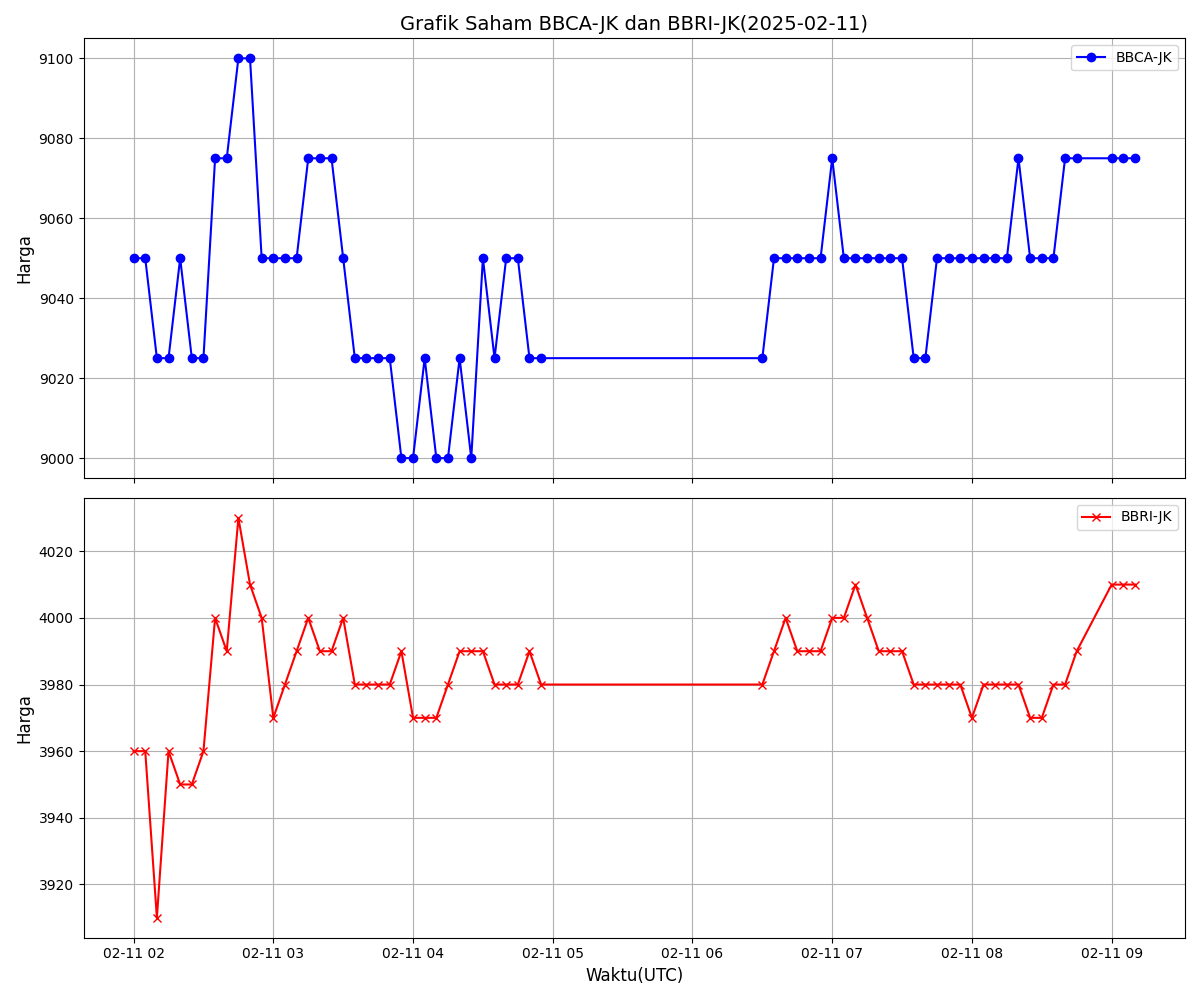 Grafik Saham BBCA-JK dan BBRI-JK(2025-02-11)
BBCA-JK
9100
9080
9060
9040
9020
9000
Harga
BBRI-JK
4020
4000
3980
3960
3940
3920
Harga
02-11 02 02-11 03 02-11 04 02-11 05 02-11 06 02-11 07 02-11 08 02-11 09
Waktu(UTC)